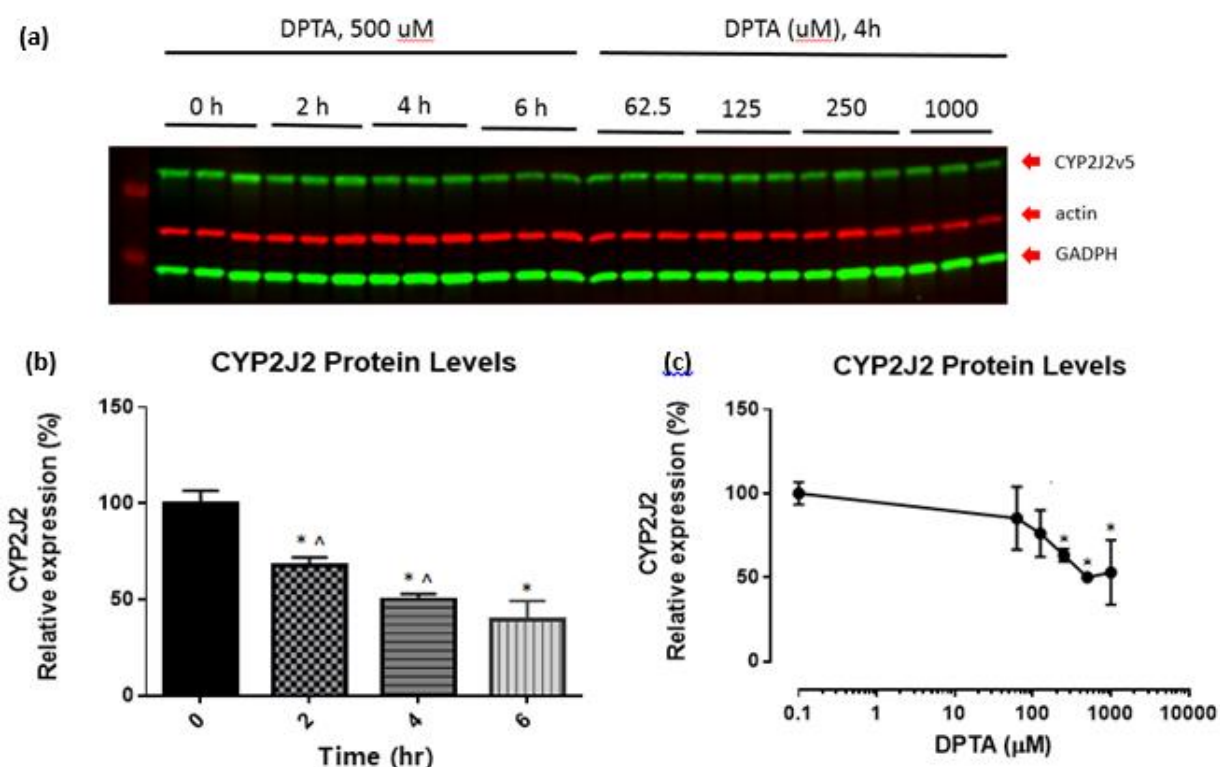 (a)
DPTA, 500 uM
DPTA (uM), 4h
0 h
2 h
4 h
6 h
62.5
125
250
1000
CYP2J2v5
actin
GADPH
(b)
CYP2J2 Protein Levels
CYP2J2
Relative expression (%)
150
100
50
0
* ^
* ^
*
0
2
4
6
Time (hr)
(c)
CYP2J2 Protein Levels
CYP2J2
Relative expression (%)
150
100
50
0
*
*
*
0.1
1
10
100
1000
10000
DPTA (µM)